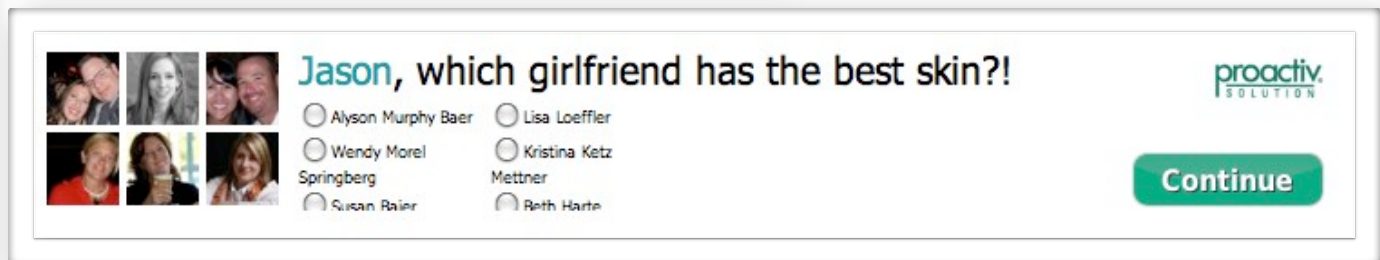 Jason, which girlfriend has the best skin?!
proactiv.
SOLUTION
Alyson Murphy Baer
Lisa Loeffler
Wendy Morel
Springberg
Kristina Ketz
Mettner
Susan Baier
Beth Harte
Continue